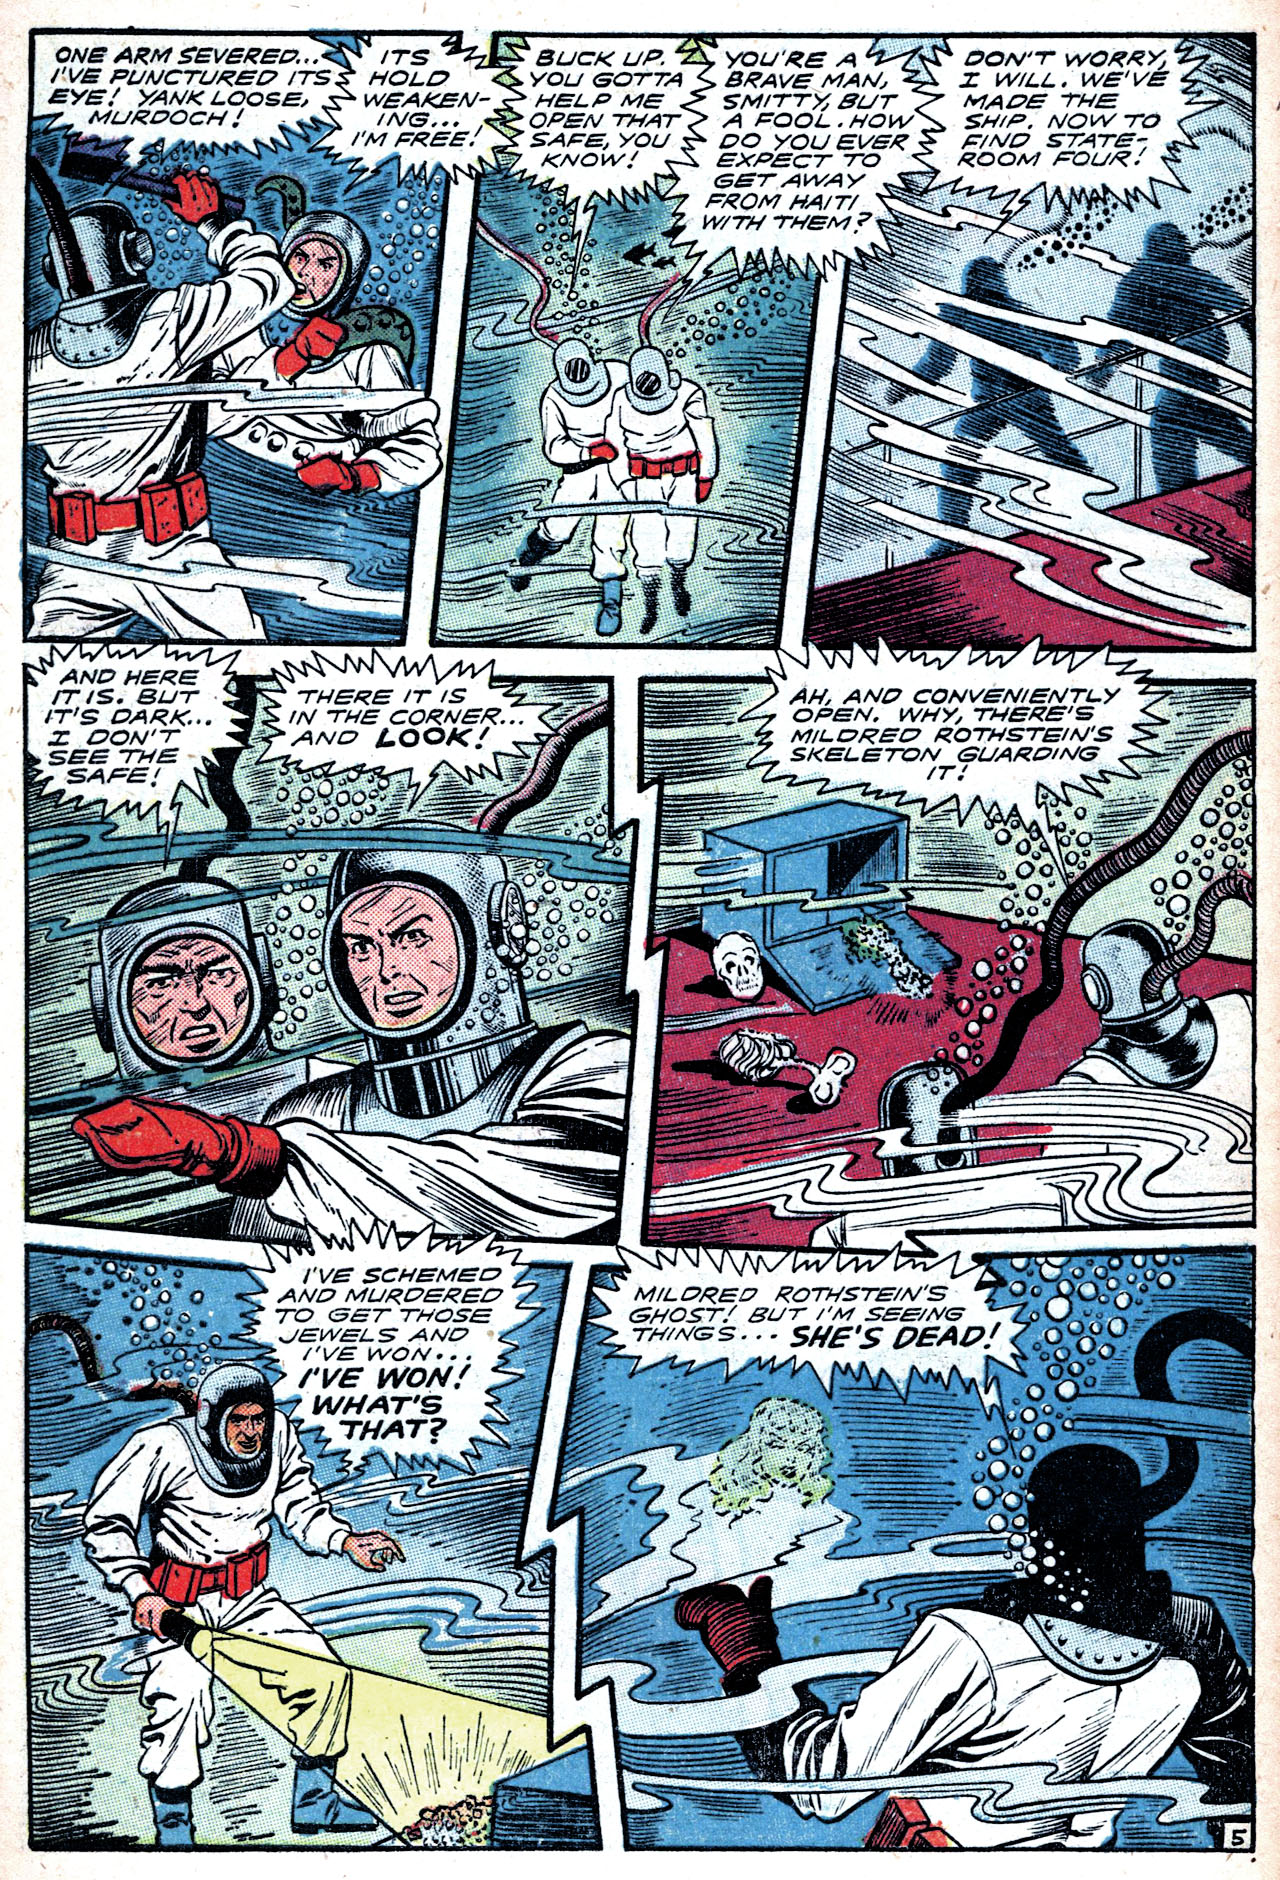 ONE ARM SEVERED...
I'VE PUNCTURED ITS
EYE! YANK LOOSE,
MURDOCH!
ITS
HOLD
WEAKEN-
ING...
I'M FREE!
BUCK UP.
YOU GOTTA
HELP ME
OPEN THAT
SAFE, YOU
KNOW!
YOU'RE A
BRAVE MAN,
SMITTY, BUT
A FOOL. HOW
DO YOU EVER
EXPECT TO
GET AWAY
FROM HAITI
WITH THEM?
DON'T WORRY,
I WILL. WE'VE
MADE THE
SHIP. NOW TO
FIND STATE-
ROOM FOUR!
AND HERE
IT IS. BUT
IT'S DARK...
I DON'T
SEE THE
SAFE!
THERE IT IS
IN THE CORNER...
AND LOOK!
AH, AND CONVENIENTLY
OPEN. WHY, THERE'S
MILDRED ROTHSTEIN'S
SKELETON GUARDING
IT!
I'VE SCHEMED
AND MURDERED
TO GET THOSE
JEWELS AND
I'VE WON...
I'VE WON!
WHAT'S
THAT?
MILDRED ROTHSTEIN'S
GHOST! BUT I'M SEEING
THINGS... SHE'S DEAD!
5